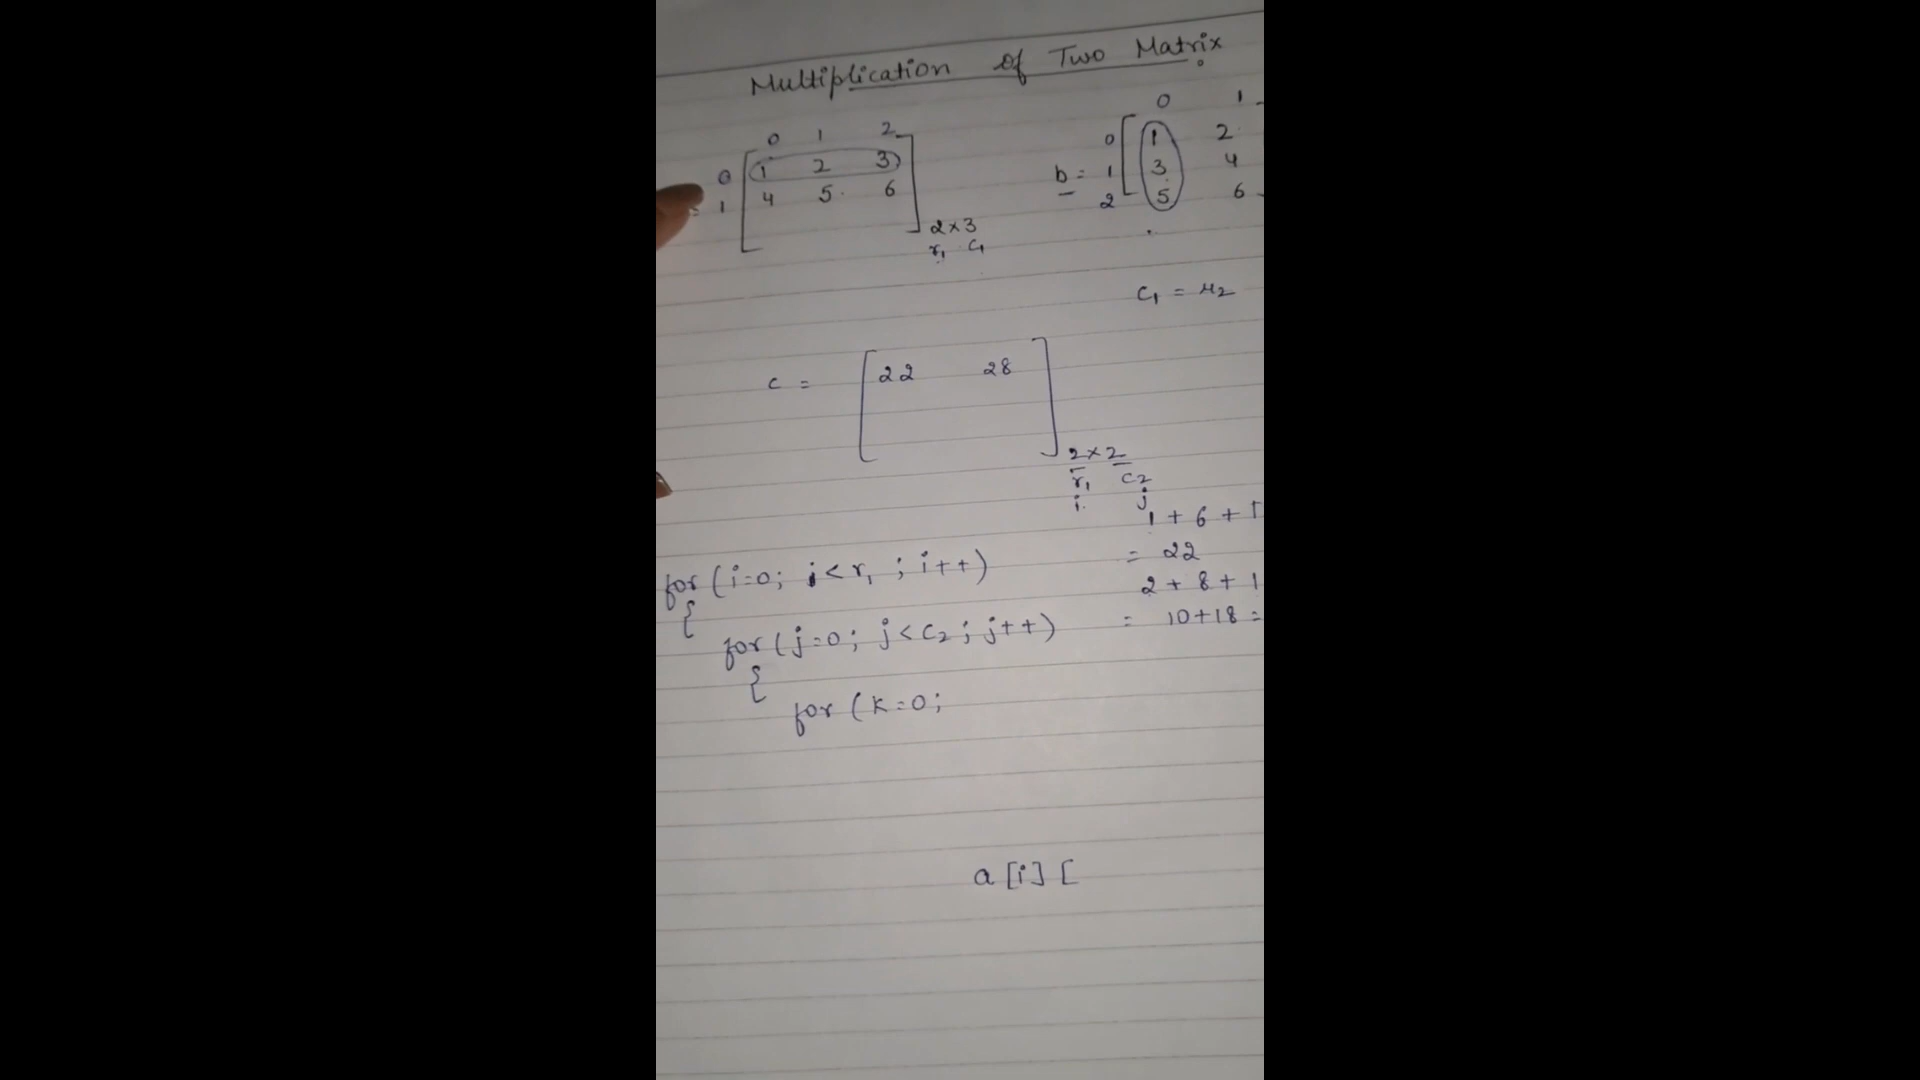 Multiplication of Two Matrix
0 1 2
0 1 2 3
= 1 4 5 6
2×3
r₁ c₁
0 1
0 1 2
b = 1 3 4
2 5 6
c₁ = r₂
c = 22 28
2×2
r₁ c₂
i j
1 + 6 +
= 22
2 + 8 + 1
= 10+18 =
for (i=0; i<r₁ ; i++)
{
for (j=0; j<c₂; j++)
{
for (k=0;
a[i][